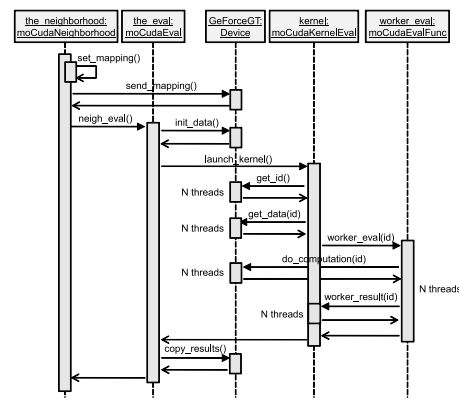 the_neighborhood:
moCudaNeighborhood
the_eval:
moCudaEval
GeForceGT:
Device
kernel:
moCudaKernelEval
worker_eval:
moCudaEvalFunc
set_mapping()
send_mapping()
neigh_eval()
init_data()
launch_kernel()
get_id()
N threads
get_data(id)
N threads
worker_eval(id)
do_computation(id)
N threads
N threads
worker_result(id)
N threads
copy_results()